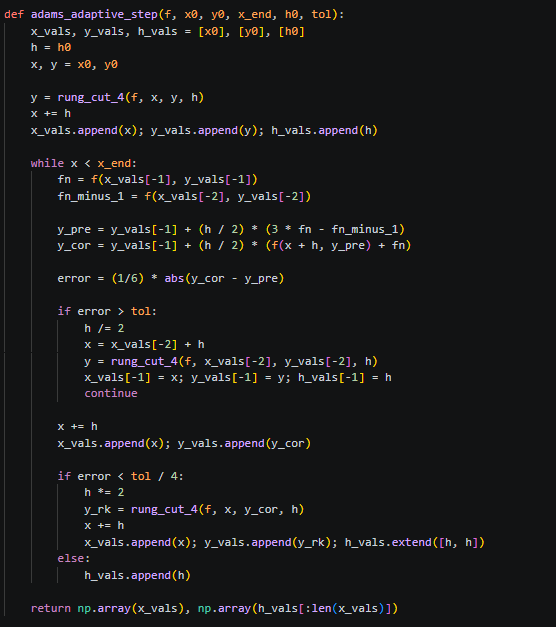 def adams_adaptive_step(f, x0, y0, x_end, h0, tol):
    x_vals, y_vals, h_vals = [x0], [y0], [h0]
    h = h0
    x, y = x0, y0

    y = rung_cut_4(f, x, y, h)
    x += h
    x_vals.append(x); y_vals.append(y); h_vals.append(h)

    while x < x_end:
        fn = f(x_vals[-1], y_vals[-1])
        fn_minus_1 = f(x_vals[-2], y_vals[-2])

        y_pre = y_vals[-1] + (h / 2) * (3 * fn - fn_minus_1)
        y_cor = y_vals[-1] + (h / 2) * (f(x + h, y_pre) + fn)

        error = (1/6) * abs(y_cor - y_pre)

        if error > tol:
            h /= 2
            x = x_vals[-2] + h
            y = rung_cut_4(f, x_vals[-2], y_vals[-2], h)
            x_vals[-1] = x; y_vals[-1] = y; h_vals[-1] = h
            continue

        x += h
        x_vals.append(x); y_vals.append(y_cor)

        if error < tol / 4:
            h *= 2
            y_rk = rung_cut_4(f, x, y_cor, h)
            x += h
            x_vals.append(x); y_vals.append(y_rk); h_vals.extend([h, h])
        else:
            h_vals.append(h)

    return np.array(x_vals), np.array(h_vals[:len(x_vals)])